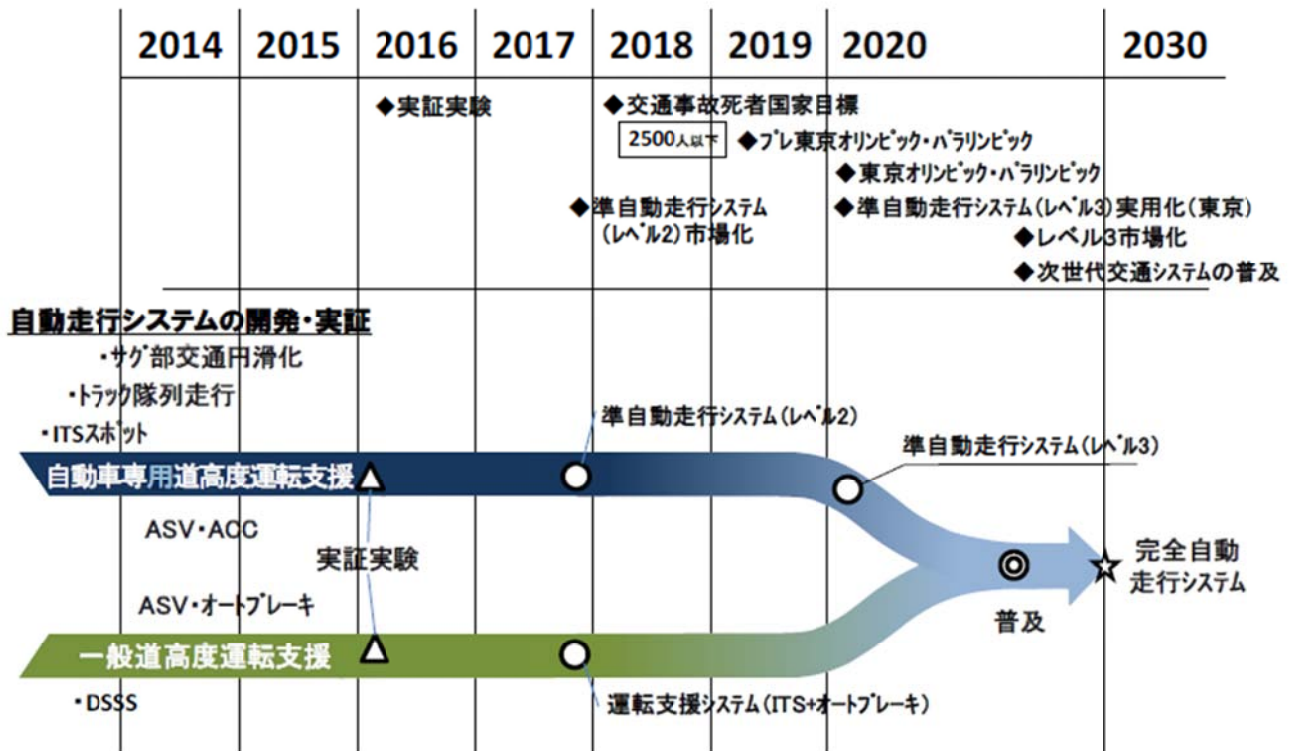 2014 2015 2016 2017 2018 2019 2020 2030
◆実証実験
◆交通事故死者国家目標
2500人以下
◆プレ東京オリンピック・パラリンピック
◆東京オリンピック・パラリンピック
◆準自動走行システム
(レベル2)市場化
◆準自動走行システム(レベル3)実用化(東京)
◆レベル3市場化
◆次世代交通システムの普及
自動走行システムの開発・実証
・サグ部交通円滑化
・トラック隊列走行
・ITSスポット
準自動走行システム(レベル2)
準自動走行システム(レベル3)
自動車専用道高度運転支援
ASV・ACC
実証実験
完全自動
走行システム
ASV・オートブレーキ
普及
一般道高度運転支援
・DSSS
運転支援システム(ITS+オートブレーキ)